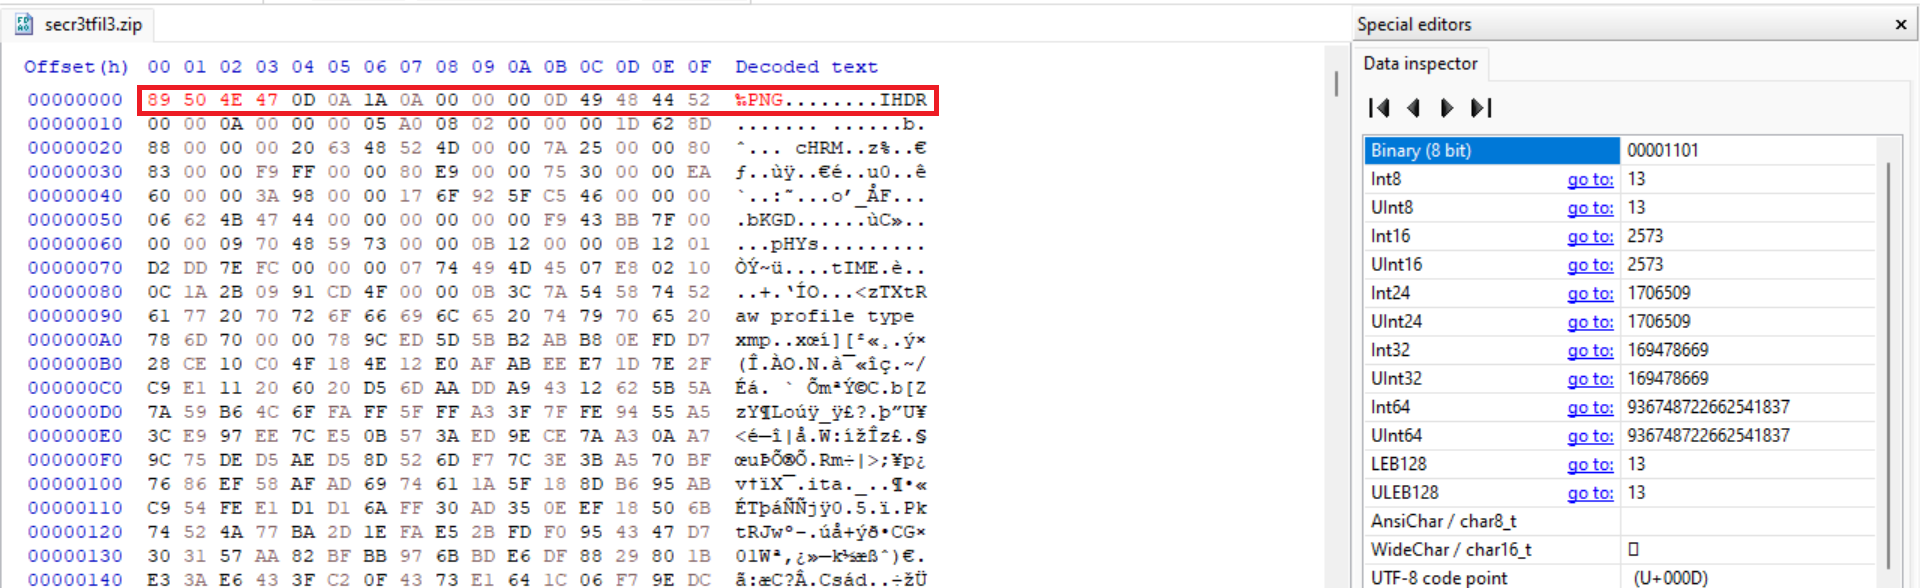 secr3tfil3.zip
Offset(h) 00 01 02 03 04 05 06 07 08 09 0A 0B 0C 0D 0E 0F Decoded text
00000000 89 50 4E 47 0D 0A 1A 0A 00 00 00 0D 49 48 44 52 ‰PNG........IHDR
00000010 00 00 0A 00 00 00 05 A0 08 02 00 00 00 1D 62 8D ....... ......b.
00000020 88 00 00 00 20 63 48 52 4D 00 00 7A 25 00 00 80 ˆ... cHRM..z%..€
00000030 83 00 00 F9 FF 00 00 80 E9 00 00 75 30 00 00 EA ƒ..ùÿ..€é..u0..ê
00000040 60 00 00 3A 98 00 00 17 6F 92 5F C5 46 00 00 00 `..:˜...o’_ÅF...
00000050 06 62 4B 47 44 00 00 00 00 00 00 F9 43 BB 7F 00 .bKGD......ùC»..
00000060 00 00 09 70 48 59 73 00 00 0B 12 00 00 0B 12 01 ...pHYs.........
00000070 D2 DD 7E FC 00 00 00 07 74 49 4D 45 07 E8 02 10 ÒÝ~ü....tIME.è..
00000080 0C 1A 2B 09 91 CD 4F 00 00 0B 3C 7A 54 58 74 52 ..+.‘ÍO...<zTXtR
00000090 61 77 20 70 72 6F 66 69 6C 65 20 74 79 70 65 20 aw profile type
000000A0 78 6D 70 00 00 78 9C ED 5D 5B B2 AB B8 0E FD D7 xmp..xœí][²«¸.ý×
000000B0 28 CE 10 C0 4F 18 4E 12 E0 AF AB EE E7 1D 7E 2F (Î.ÀO.N.à¯«îç.~/
000000C0 C9 E1 11 20 60 20 D5 6D AA DD A9 43 12 62 5B 5A Éá. ` ÕmªÝ©C.b[Z
000000D0 7A 59 B6 4C 6F FA FF 5F FF A3 3F 7F FE 94 55 A5 zY¶Loúÿ_ÿ£?.þ”U¥
000000E0 3C E9 97 EE 7C E5 0B 57 3A ED 9E CE 7A A3 0A A7 <é—î|å.W:ížÎz£.§
000000F0 9C 75 DE D5 AE D5 8D 52 6D F7 7C 3E 3B A5 70 BF œuÞÕ®Õ.Rm÷|>;¥p¿
00000100 76 86 EF 58 AF AD 69 74 61 1A 5F 18 8D B6 95 AB v†ïX¯.ita._..¶•«
00000110 C9 54 FE E1 D1 D1 6A FF 30 AD 35 0E EF 18 50 6B ÉTþáÑÑjÿ0.5.ï.Pk
00000120 74 52 4A 77 BA 2D 1E FA E5 2B FD F0 95 43 47 D7 tRJwº-.úå+ýð•CG×
00000130 30 31 57 AA 82 BF BB 97 6B BD E6 DF 88 29 80 1B 01Wª‚¿»—k½æßˆ)€.
00000140 E3 3A E6 43 3F C2 0F 43 73 E1 64 1C 06 F7 9E DC ã:æC?Â.Csád..÷žÜ
Special editors
Data inspector
Binary (8 bit) 00001101
Int8 go to: 13
UInt8 go to: 13
Int16 go to: 2573
UInt16 go to: 2573
Int24 go to: 1706509
UInt24 go to: 1706509
Int32 go to: 169478669
UInt32 go to: 169478669
Int64 go to: 936748722662541837
UInt64 go to: 936748722662541837
LEB128 go to: 13
ULEB128 go to: 13
AnsiChar / char8_t
WideChar / char16_t
UTF-8 code point (U+000D)